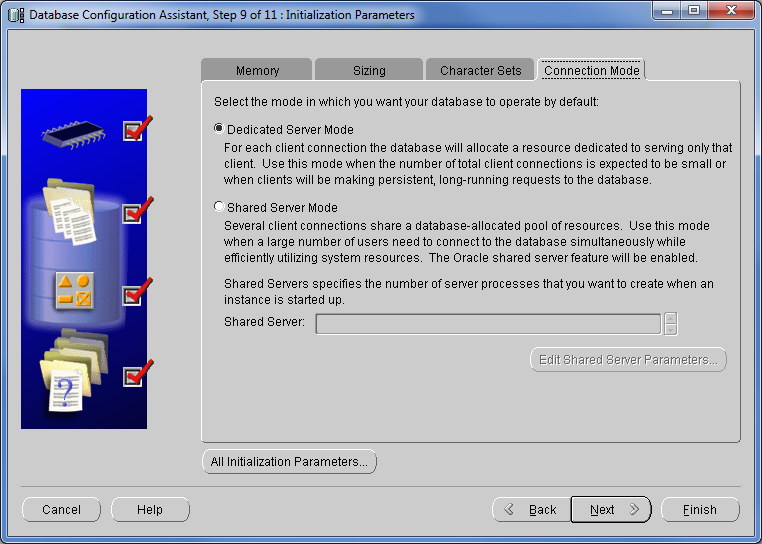 Database Configuration Assistant, Step 9 of 11 : Initialization Parameters
Memory
Sizing
Character Sets
Connection Mode
Select the mode in which you want your database to operate by default:
Dedicated Server Mode
For each client connection the database will allocate a resource dedicated to serving only that
client. Use this mode when the number of total client connections is expected to be small or
when clients will be making persistent, long-running requests to the database.
Shared Server Mode
Several client connections share a database-allocated pool of resources. Use this mode
when a large number of users need to connect to the database simultaneously while
efficiently utilizing system resources. The Oracle shared server feature will be enabled.
Shared Servers specifies the number of server processes that you want to create when an
instance is started up.
Shared Server:
Edit Shared Server Parameters...
?
All Initialization Parameters...
Cancel
Help
Back
Next
Finish